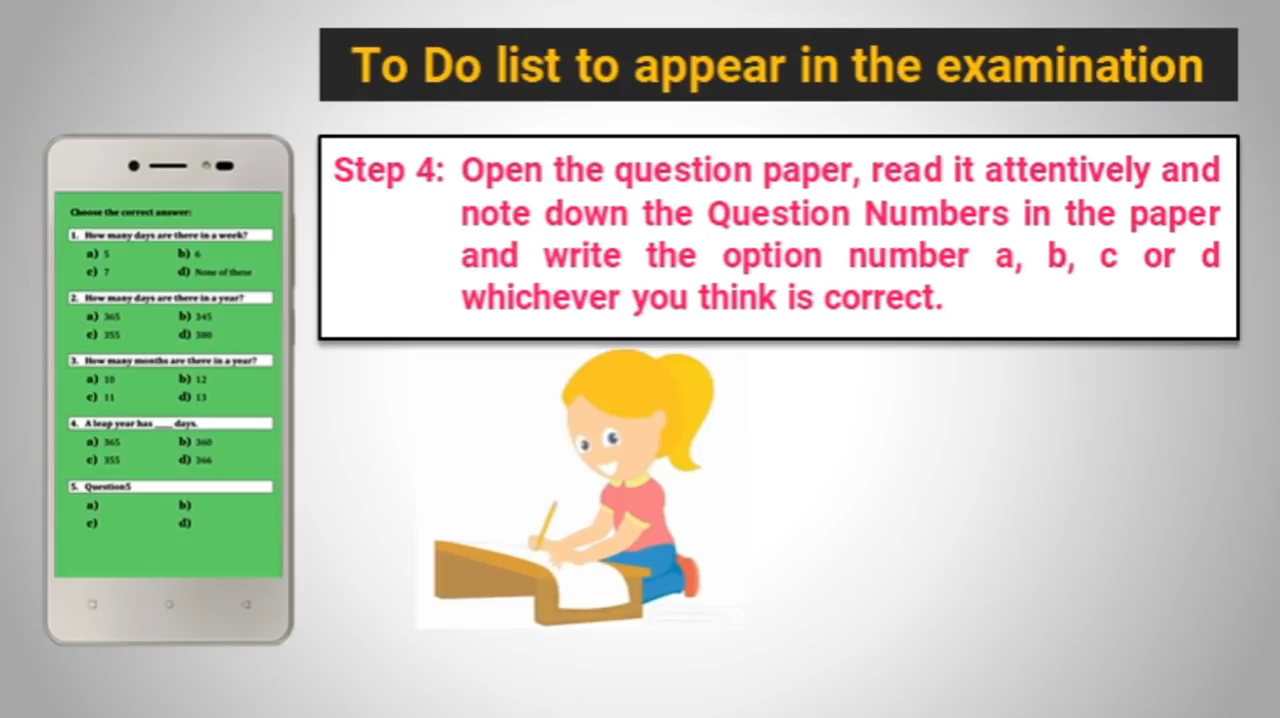 To Do list to appear in the examination
Step 4: Open the question paper, read it attentively and
note down the Question Numbers in the paper
and write the option number a, b, c or d
whichever you think is correct.
Choose the correct answer:
1. How many days are there in a week?
a) 5 b) 6
c) 7 d) None of these
2. How many days are there in a year?
a) 365 b) 345
c) 355 d) 380
3. How many months are there in a year?
a) 10 b) 12
c) 11 d) 13
4. A leap year has ___ days.
a) 365 b) 360
c) 355 d) 366
5. Question5
a) b)
c) d)